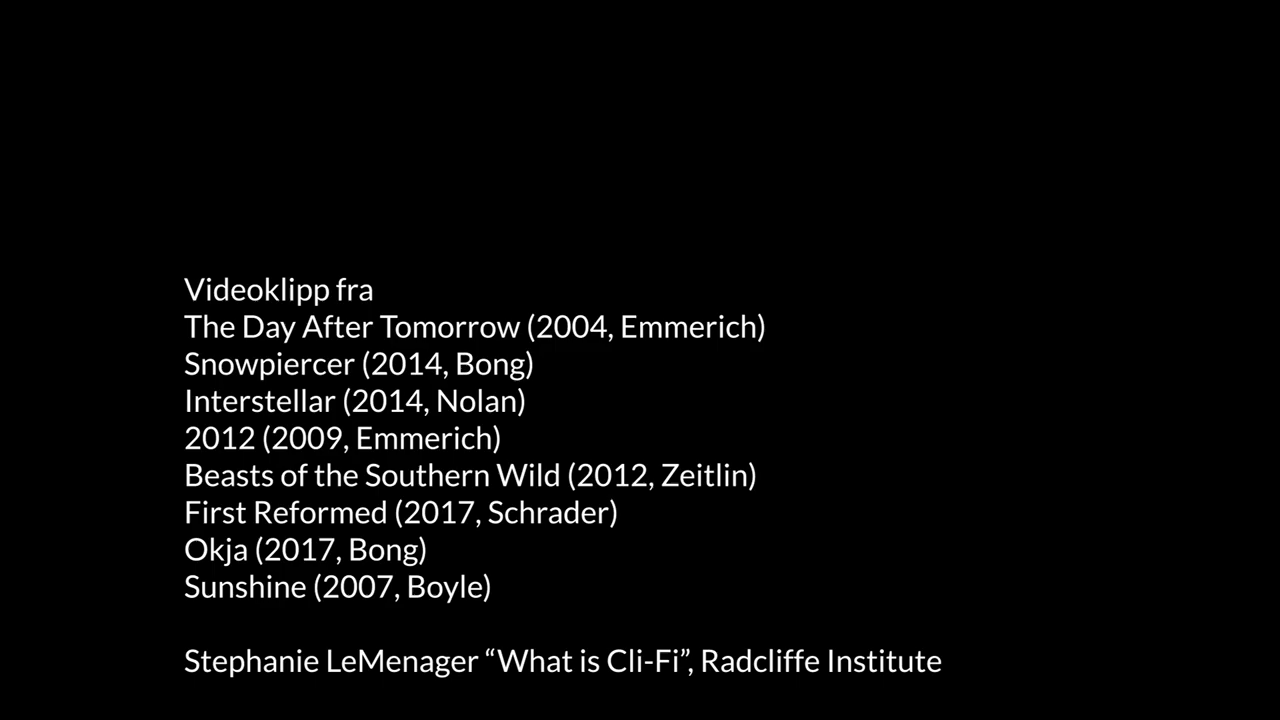 Videoklipp fra
The Day After Tomorrow (2004, Emmerich)
Snowpiercer (2014, Bong)
Interstellar (2014, Nolan)
2012 (2009, Emmerich)
Beasts of the Southern Wild (2012, Zeitlin)
First Reformed (2017, Schrader)
Okja (2017, Bong)
Sunshine (2007, Boyle)
Stephanie LeMenager “What is Cli-Fi”, Radcliffe Institute